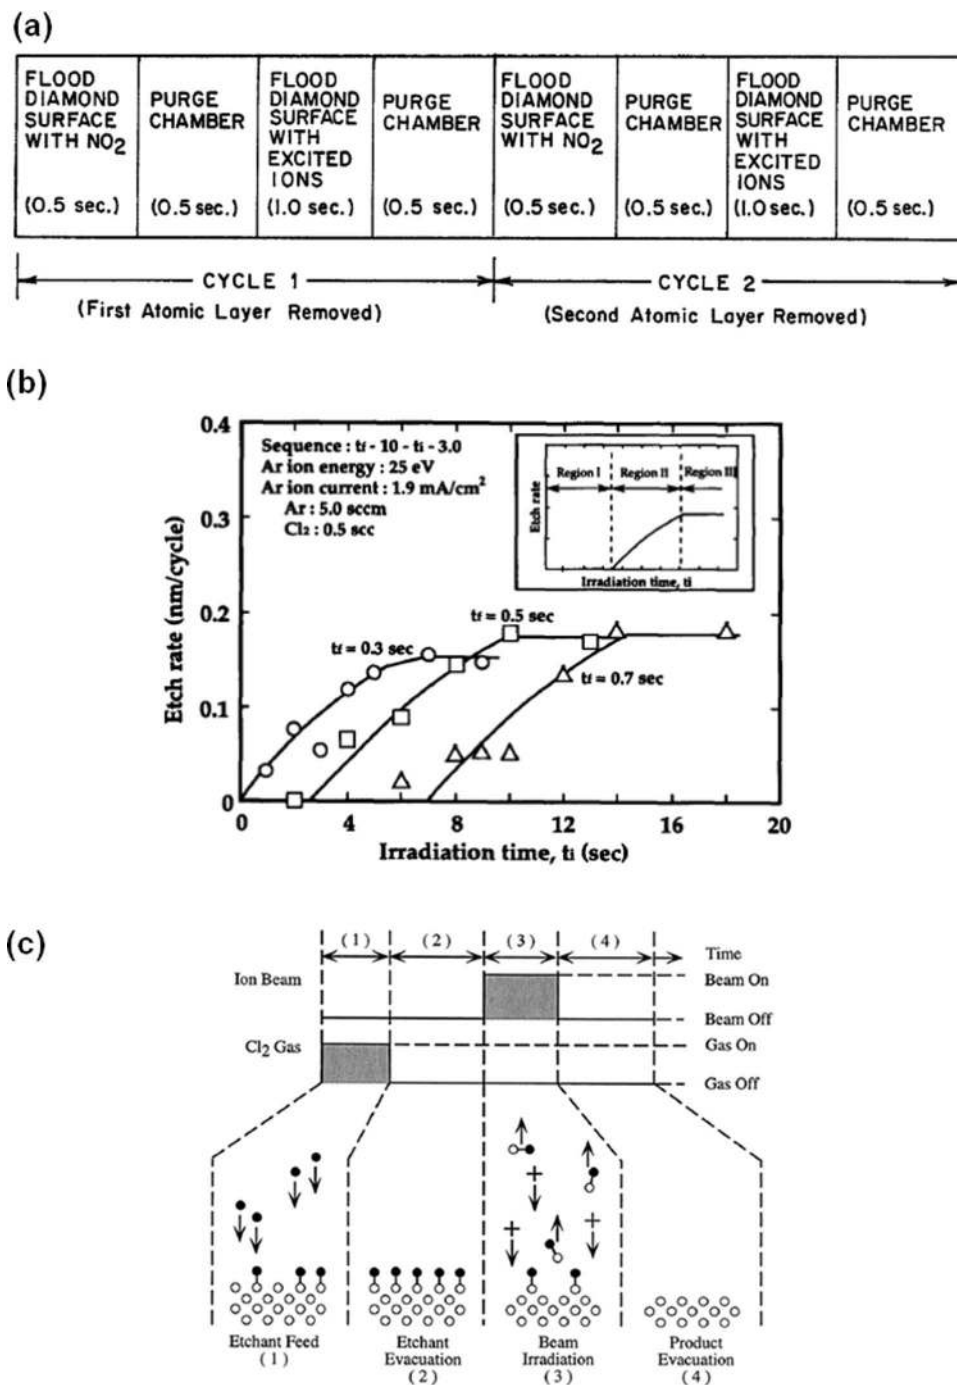 (a)
FLOOD
DIAMOND
SURFACE
WITH NO2
(0.5 sec.)
PURGE
CHAMBER
(0.5 sec.)
FLOOD
DIAMOND
SURFACE
WITH
EXCITED
IONS
(1.0 sec.)
PURGE
CHAMBER
(0.5 sec.)
FLOOD
DIAMOND
SURFACE
WITH NO2
(0.5 sec.)
PURGE
CHAMBER
(0.5 sec.)
FLOOD
DIAMOND
SURFACE
WITH
EXCITED
IONS
(1.0 sec.)
PURGE
CHAMBER
(0.5 sec.)
CYCLE 1
(First Atomic Layer Removed)
CYCLE 2
(Second Atomic Layer Removed)
(b)
Etch rate (nm/cycle)
0.4
0.3
0.2
0.1
0
Sequence : tf - 10 - ti - 3.0
Ar ion energy : 25 eV
Ar ion current : 1.9 mA/cm2
Ar : 5.0 sccm
Cl2 : 0.5 scc
Etch rate
Region I
Region II
Region III
Irradiation time, ti
tf = 0.3 sec
tf = 0.5 sec
tf = 0.7 sec
0 4 8 12 16 20
Irradiation time, ti (sec)
(c)
(1) (2) (3) (4) Time
Ion Beam
Beam On
Beam Off
Cl2 Gas
Gas On
Gas Off
Etchant Feed
(1)
Etchant
Evacuation
(2)
Beam
Irradiation
(3)
Product
Evacuation
(4)